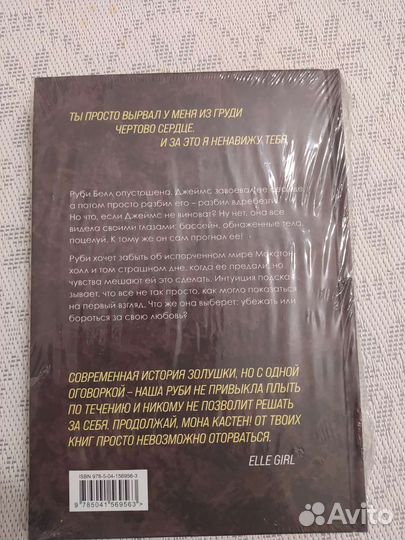 ТЫ ПРОСТО ВЫРВАЛ У МЕНЯ ИЗ ГРУДИ
ЧЕРТОВО СЕРДЦЕ.
И ЗА ЭТО Я НЕНАВИЖУ ТЕБЯ.
Руби Белл опустошена. Джеймс завоевал ее сердце,
а потом просто разбил его – разбил вдребезги.
Но что, если Джеймс не виноват? Ну нет, она все
видела своими глазами: бассейн, обнаженные тела,
поцелуй. К тому же он сам прогнал ее!
Руби хочет забыть об испорченном мире Макстон-
холл и том страшном дне, когда ее предали, но
чувства мешают ей это сделать. Интуиция подска-
зывает, что все не так просто, как могло показаться
на первый взгляд. Что же она выберет: убежать или
бороться за свою любовь?
СОВРЕМЕННАЯ ИСТОРИЯ ЗОЛУШКИ, НО С ОДНОЙ
ОГОВОРКОЙ – НАША РУБИ НЕ ПРИВЫКЛА ПЛЫТЬ
ПО ТЕЧЕНИЮ И НИКОМУ НЕ ПОЗВОЛИТ РЕШАТЬ
ЗА СЕБЯ. ПРОДОЛЖАЙ, МОНА КАСТЕН! ОТ ТВОИХ
КНИГ ПРОСТО НЕВОЗМОЖНО ОТОРВАТЬСЯ.
ELLE GIRL
ISBN 978-5-04-156956-3
9 785041 569563 >
Avito